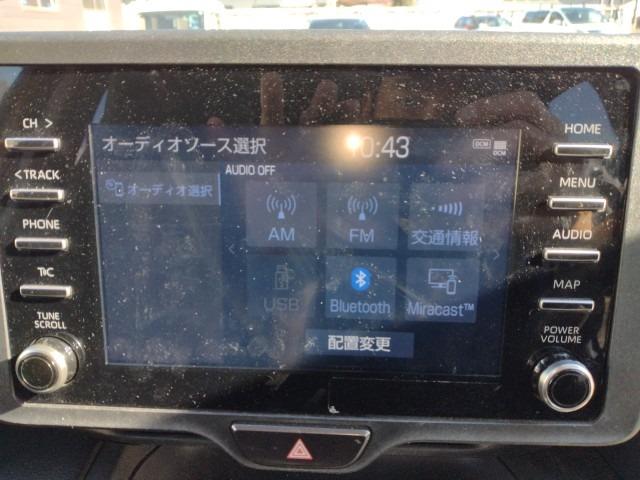 CH >
HOME
オーディオソース選択
10:43
DCM
DCM
AUDIO OFF
< TRACK
オーディオ選択
MENU
PHONE
AM
FM
交通情報
AUDIO
TUNE
SCROLL
USB
Bluetooth
Miracast™
MAP
配置変更
POWER
VOLUME